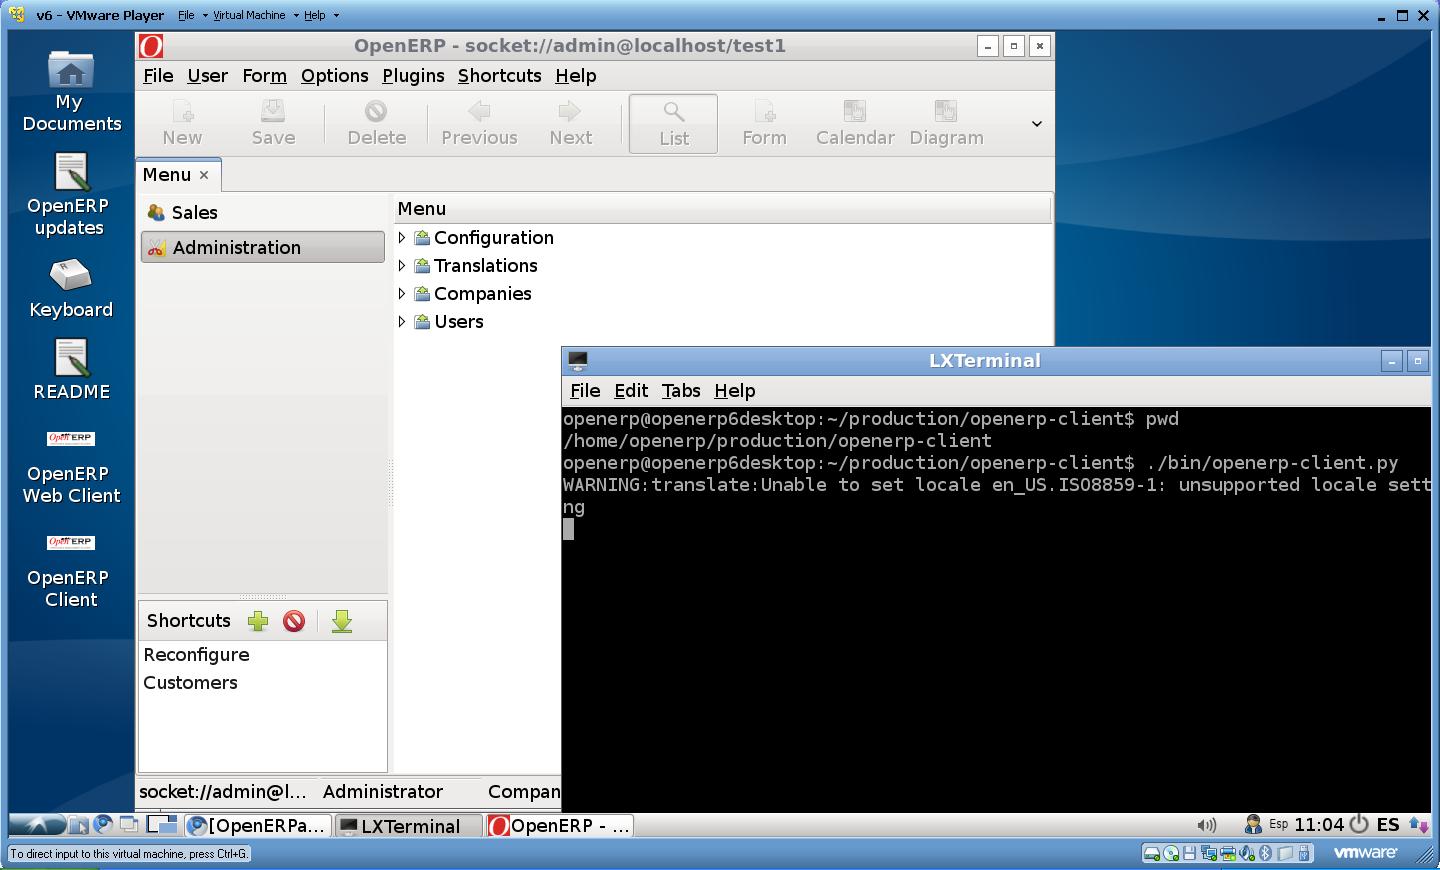 v6 - VMware Player File Virtual Machine Help
My
Documents
OpenERP
updates
Keyboard
README
OpenERP
OpenERP
Web Client
OpenERP
OpenERP
Client
OpenERP - socket://admin@localhost/test1
File User Form Options Plugins Shortcuts Help
New Save Delete Previous Next List Form Calendar Diagram
Menu
Sales
Administration
Menu
Configuration
Translations
Companies
Users
Shortcuts
Reconfigure
Customers
socket://admin@l... Administrator Compan
LXTerminal
File Edit Tabs Help
openerp@openerp6desktop:~/production/openerp-client$ pwd
/home/openerp/production/openerp-client
openerp@openerp6desktop:~/production/openerp-client$ ./bin/openerp-client.py
WARNING:translate:Unable to set locale en_US.ISO8859-1: unsupported locale sett
ng
[OpenERPa... LXTerminal OpenERP - ... Esp 11:04 ES
To direct input to this virtual machine, press Ctrl+G.
vmware